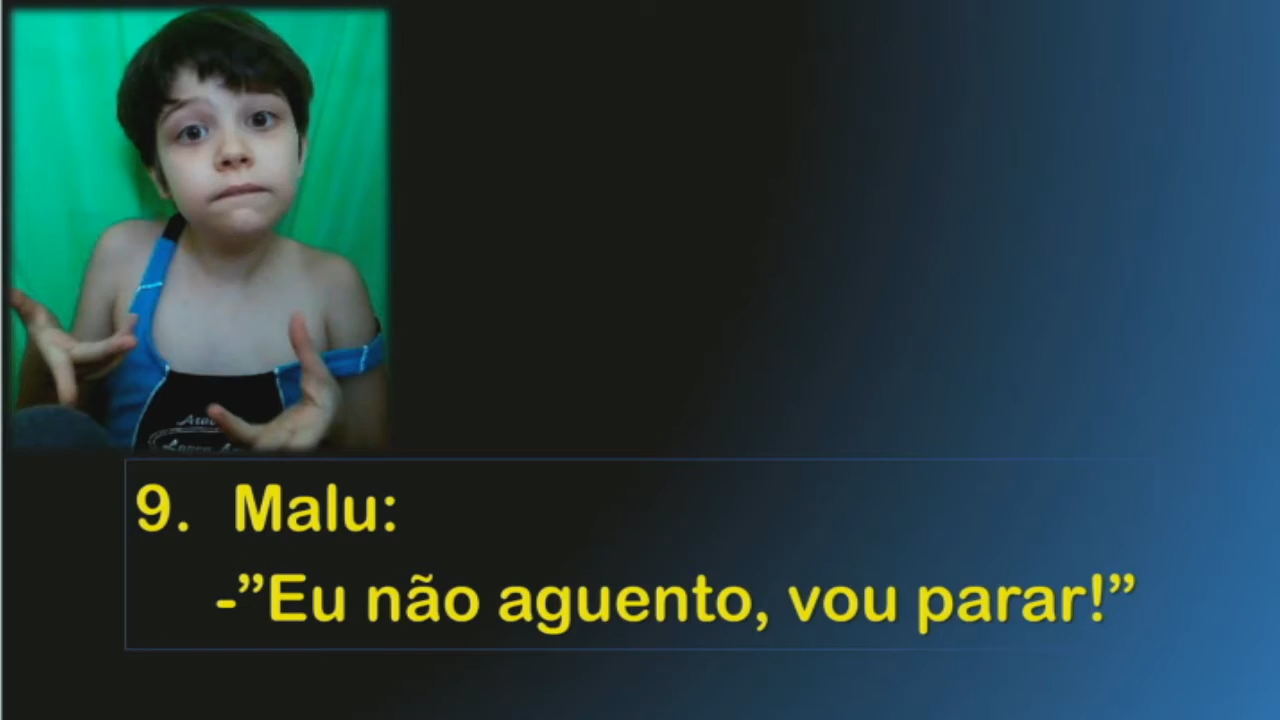 9. Malu:
-”Eu não aguento, vou parar!”